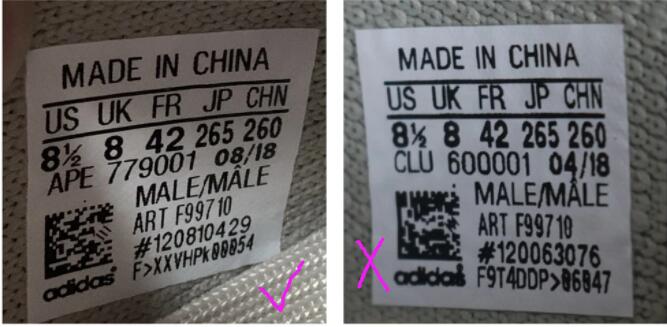 MADE IN CHINA
US UK FR JP CHN
8½ 8 42 265 260
APE 779001 08/18
MALE/MÂLE
ART F99710
#120810429
F>XXVHPk00054
adidas
MADE IN CHINA
US UK FR JP CHN
8½ 8 42 265 260
CLU 600001 04/18
MALE/MÂLE
ART F99710
#120063076
F9T4DDP>06047
adidas